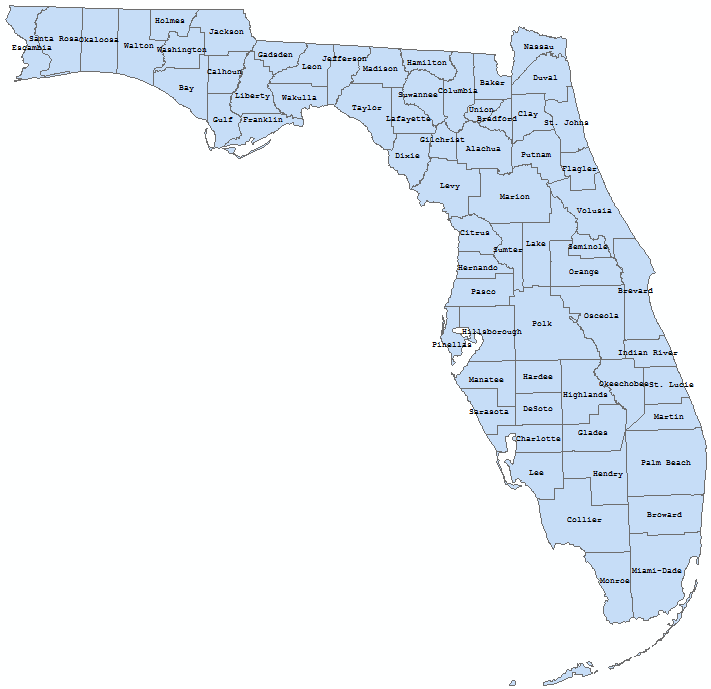 Holmes
Jackson
Santa Rosa
Okaloosa
Escambia
Walton
Washington
Nassau
Gadsden
Jefferson
Leon
Hamilton
Madison
Calhoun
Duval
Baker
Bay
Liberty
Wakulla
Suwannee
Columbia
Taylor
Union
Clay
Gulf
Franklin
Lafayette
Bradford
St. Johns
Gilchrist
Alachua
Dixie
Putnam
Flagler
Levy
Marion
Volusia
Citrus
Sumter
Lake
Seminole
Hernando
Orange
Pasco
Brevard
Osceola
Polk
Hillsborough
Pinellas
Indian River
Manatee
Hardee
Okeechobee
St. Lucie
Highlands
Sarasota
DeSoto
Martin
Charlotte
Glades
Palm Beach
Lee
Hendry
Broward
Collier
Miami-Dade
Monroe